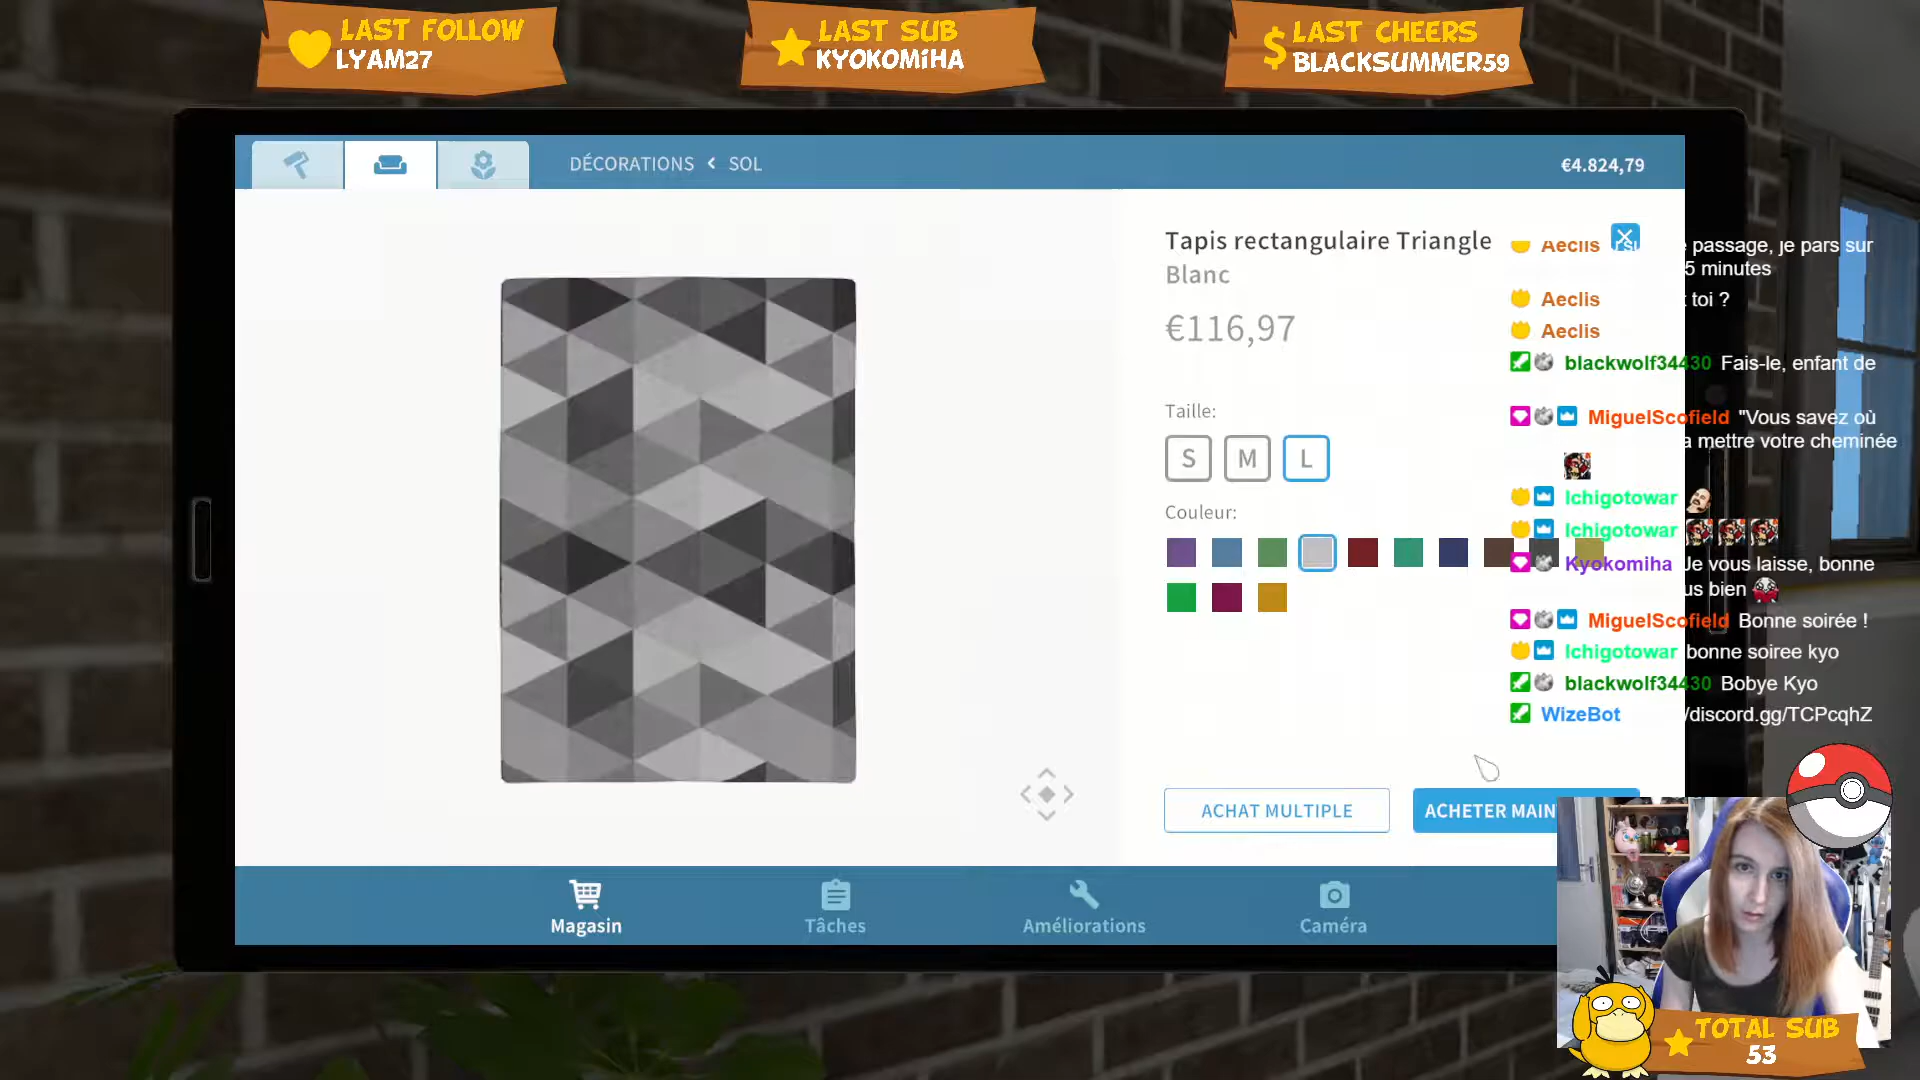 LAST FOLLOW
LYAM27
LAST SUB
KYOKOMiHA
LAST CHEERS
BLACKSUMMER59
DÉCORATIONS < SOL
€4.824,79
Tapis rectangulaire Triangle
Blanc
€116,97
Taille:
S M L
Couleur:
ACHAT MULTIPLE
ACHETER MAIN
Aeclis passage, je pars sur
5 minutes
Aeclis toi ?
Aeclis
blackwolf34430 Fais-le, enfant de
MiguelScofield "Vous savez où
mettre votre cheminée
Ichigotowar
Ichigotowar
Kyokomiha Je vous laisse, bonne
us bien
MiguelScofield Bonne soirée !
Ichigotowar bonne soiree kyo
blackwolf34430 Bobye Kyo
WizeBot /discord.gg/TCPcqhZ
Magasin
Tâches
Améliorations
Caméra
TOTAL SUB
53